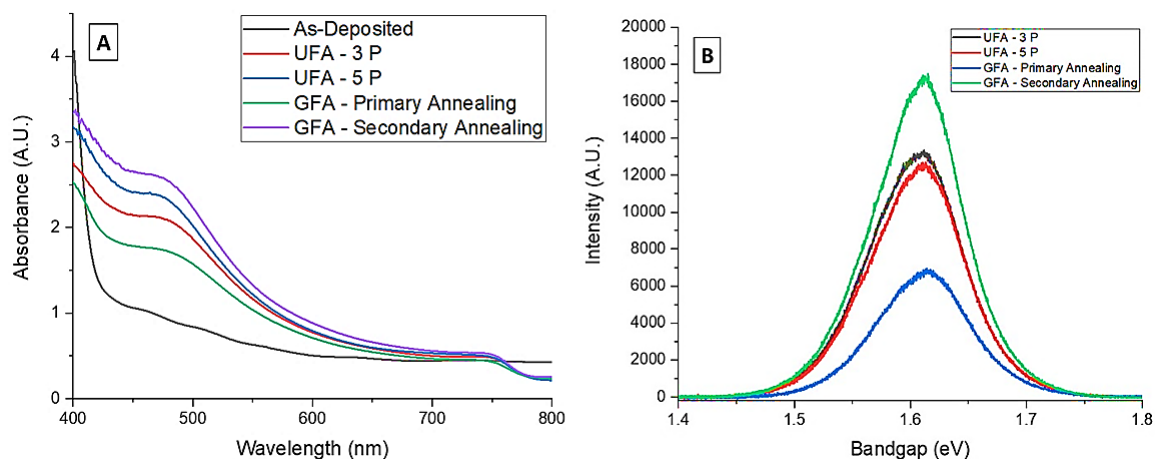 A
As-Deposited
UFA - 3 P
UFA - 5 P
GFA - Primary Annealing
GFA - Secondary Annealing
4
3
2
1
0
Absorbance (A.U.)
400 500 600 700 800
Wavelength (nm)
B
UFA - 3 P
UFA - 5 P
GFA - Primary Annealing
GFA - Secondary Annealing
20000
18000
16000
14000
12000
10000
8000
6000
4000
2000
0
Intensity (A.U.)
1.4 1.5 1.6 1.7 1.8
Bandgap (eV)